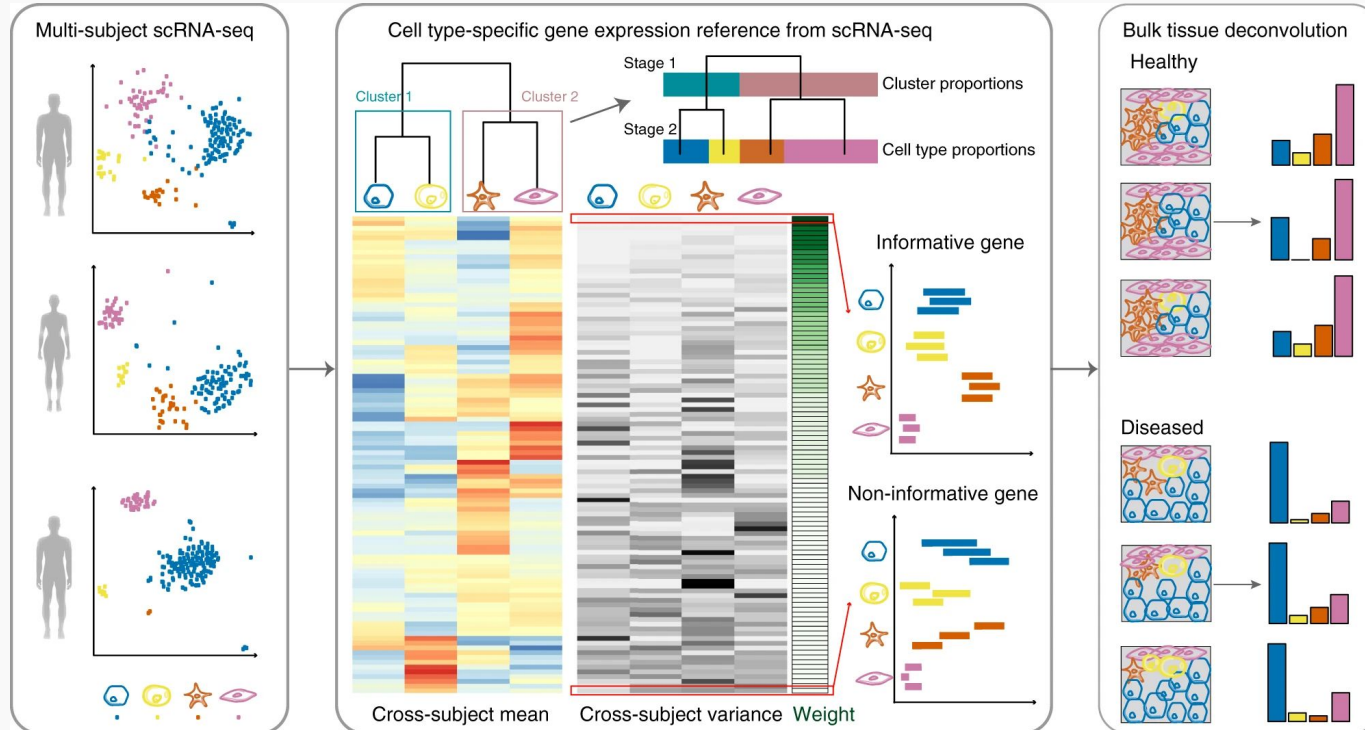 Multi-subject scRNA-seq
Cell type-specific gene expression reference from scRNA-seq
Stage 1
Cluster proportions
Cluster 1
Cluster 2
Stage 2
Cell type proportions
Informative gene
Non-informative gene
Cross-subject mean
Cross-subject variance
Weight
Bulk tissue deconvolution
Healthy
Diseased